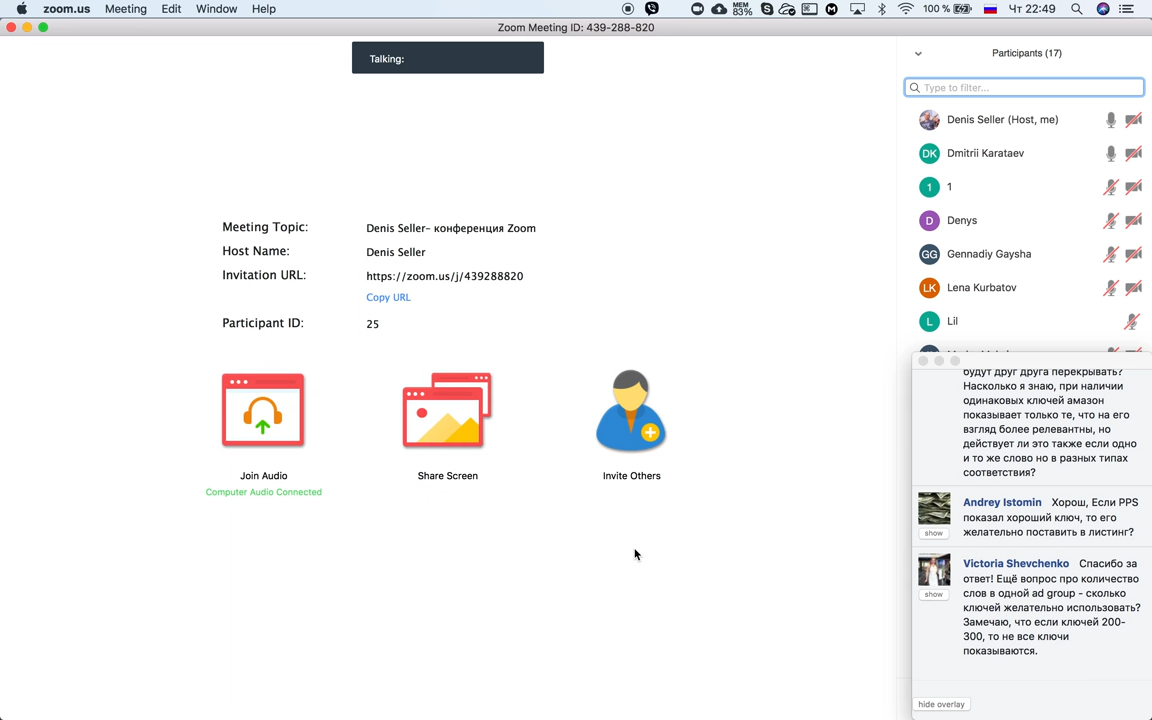 zoom.us Meeting Edit Window Help
MEM 83% 100 % Чт 22:49
Zoom Meeting ID: 439-288-820
Talking:
Participants (17)
Type to filter...
Denis Seller (Host, me)
DK Dmitrii Karataev
1 1
D Denys
GG Gennadiy Gaysha
LK Lena Kurbatov
L Lil
Meeting Topic: Denis Seller- конференция Zoom
Host Name: Denis Seller
Invitation URL: https://zoom.us/j/439288820
Copy URL
Participant ID: 25
Join Audio
Computer Audio Connected
Share Screen
Invite Others
будут друг друга перекрывать?
Насколько я знаю, при наличии
одинаковых ключей амазон
показывает только те, что на его
взгляд более релевантны, но
действует ли это также если одно
и то же слово но в разных типах
соответствия?
Andrey Istomin Хорош, Если PPS
показал хороший ключ, то его
желательно поставить в листинг?
show
Victoria Shevchenko Спасибо за
ответ! Ещё вопрос про количество
слов в одной ad group - сколько
ключей желательно использовать?
Замечаю, что если ключей 200-
300, то не все ключи
показываются.
show
hide overlay